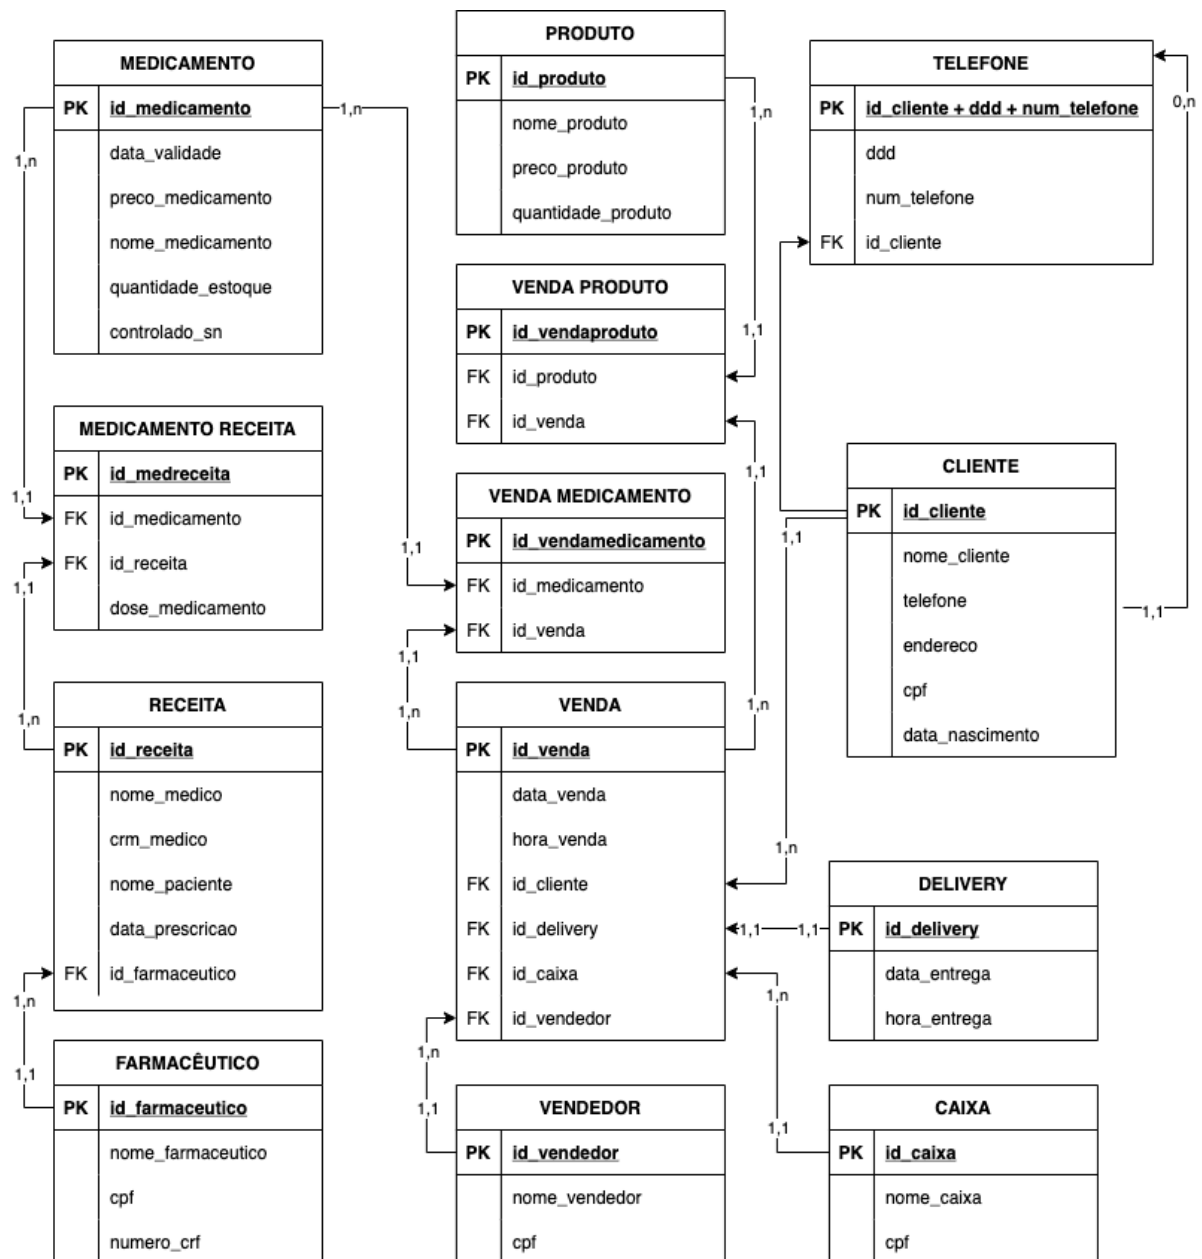 MEDICAMENTO
PK id_medicamento
data_validade
preco_medicamento
nome_medicamento
quantidade_estoque
controlado_sn
1,n
1,n
1,1
MEDICAMENTO RECEITA
PK id_medreceita
FK id_medicamento
FK id_receita
dose_medicamento
1,1
1,n
RECEITA
PK id_receita
nome_medico
crm_medico
nome_paciente
data_prescricao
FK id_farmaceutico
1,n
1,1
FARMACÊUTICO
PK id_farmaceutico
nome_farmaceutico
cpf
numero_crf
PRODUTO
PK id_produto
nome_produto
preco_produto
quantidade_produto
1,n
1,1
VENDA PRODUTO
PK id_vendaproduto
FK id_produto
FK id_venda
1,1
VENDA MEDICAMENTO
PK id_vendamedicamento
FK id_medicamento
FK id_venda
1,1
1,1
1,n
1,n
VENDA
PK id_venda
data_venda
hora_venda
FK id_cliente
FK id_delivery
FK id_caixa
FK id_vendedor
1,n
1,1
VENDEDOR
PK id_vendedor
nome_vendedor
cpf
TELEFONE
PK id_cliente + ddd + num_telefone
ddd
num_telefone
FK id_cliente
0,n
CLIENTE
PK id_cliente
nome_cliente
telefone
endereco
cpf
data_nascimento
1,1
1,1
1,n
DELIVERY
PK id_delivery
data_entrega
hora_entrega
1,1
1,1
1,n
1,1
CAIXA
PK id_caixa
nome_caixa
cpf